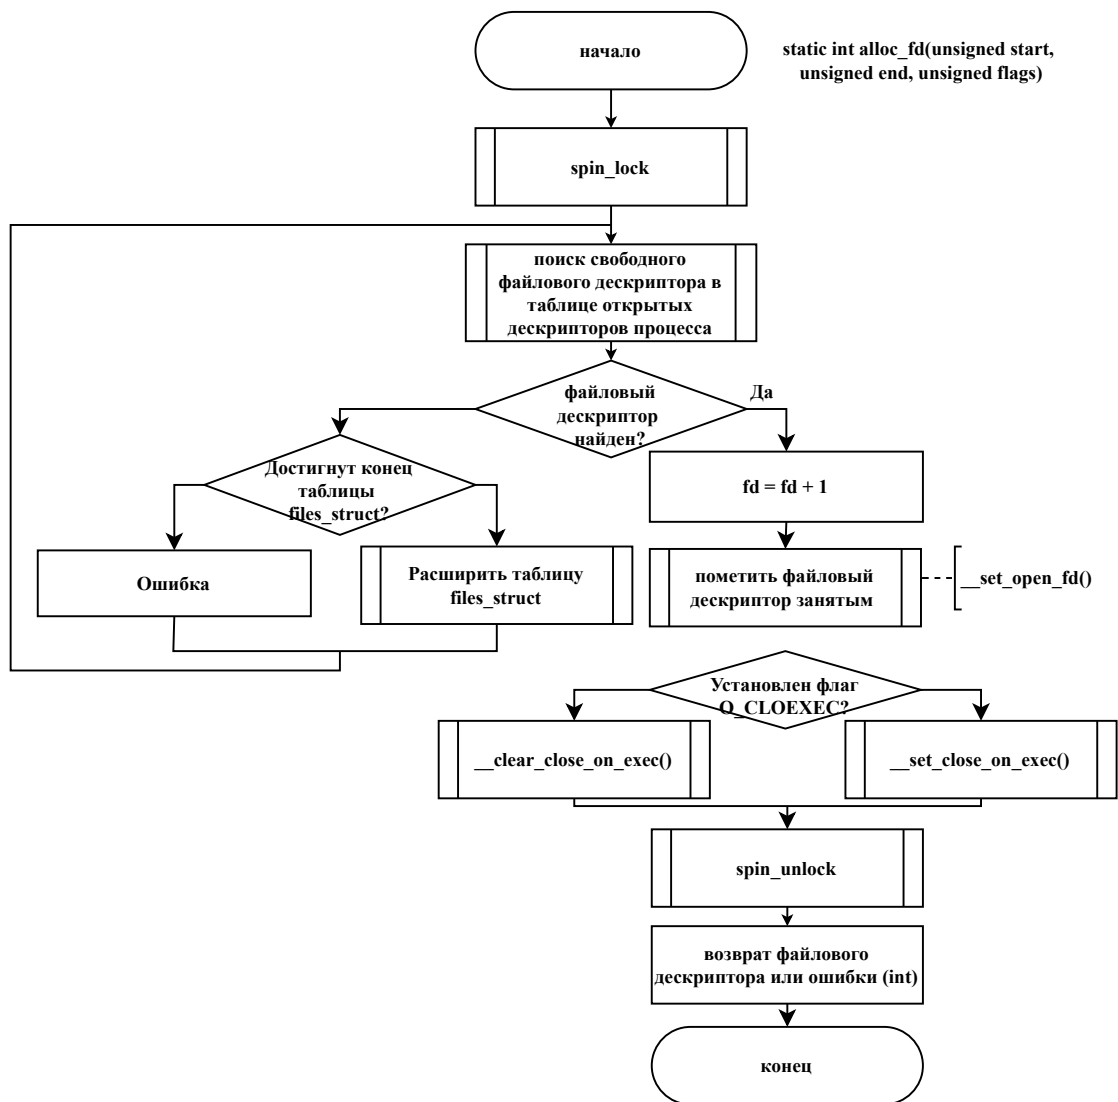 начало
static int alloc_fd(unsigned start,
unsigned end, unsigned flags)
spin_lock
поиск свободного
файлового дескриптора в
таблице открытых
дескрипторов процесса
файловый
дескриптор
найден?
Да
Достигнут конец
таблицы
files_struct?
fd = fd + 1
Ошибка
Расширить таблицу
files_struct
пометить файловый
дескриптор занятым
__set_open_fd()
Установлен флаг
O_CLOEXEC?
__clear_close_on_exec()
__set_close_on_exec()
spin_unlock
возврат файлового
дескриптора или ошибки (int)
конец